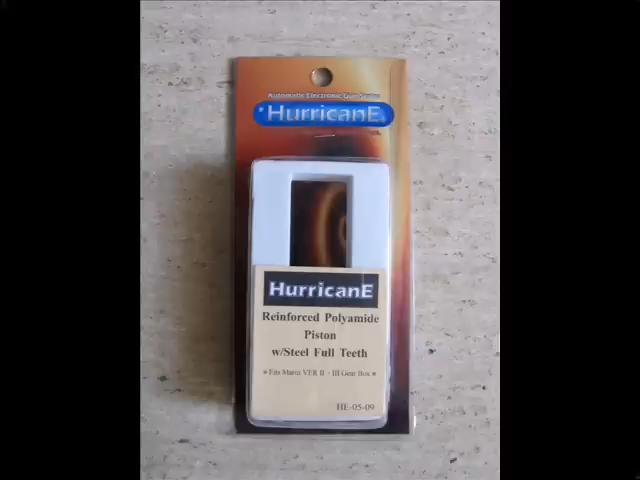 Automatic Electronic Gun Series
HurricanE
HurricanE
Reinforced Polyamide
Piston
w/Steel Full Teeth
Fits Marui VER II - III Gear Box
HE-05-09